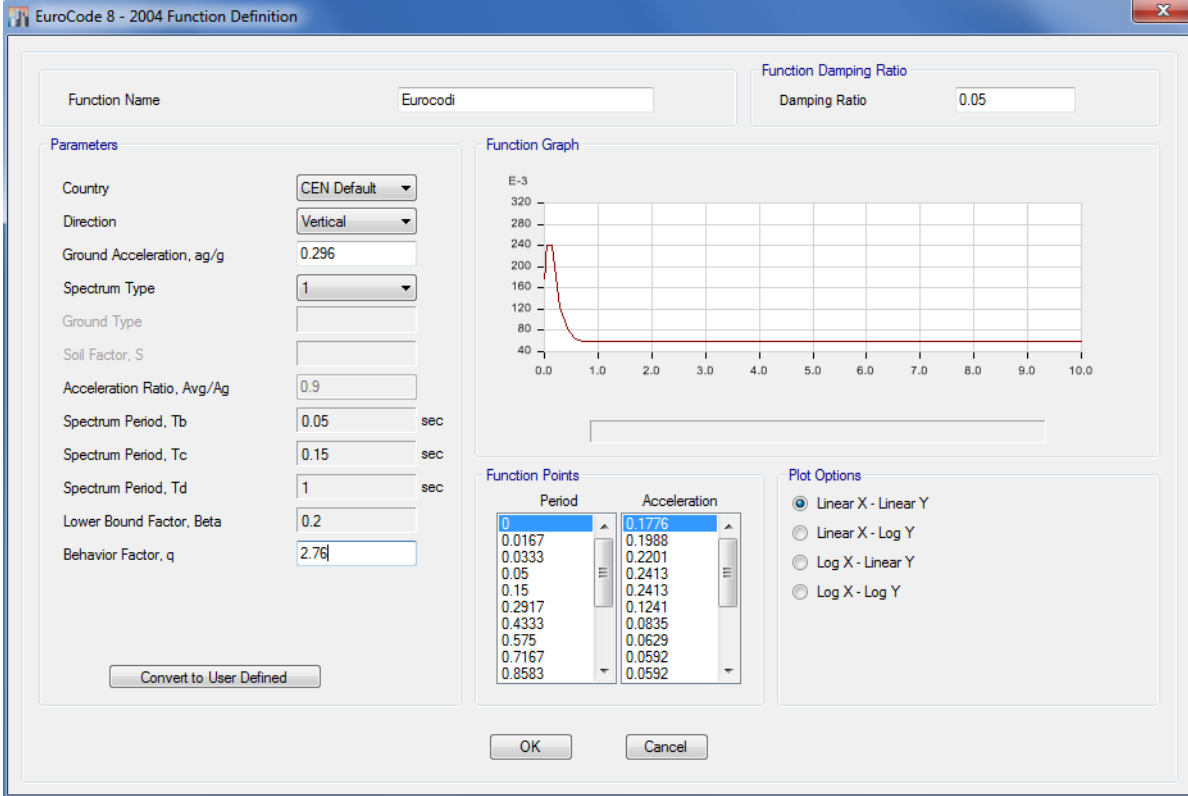 EuroCode 8 - 2004 Function Definition
x
Function Name
Eurocodi
Function Damping Ratio
Damping Ratio
0.05
Parameters
Country
CEN Default
Direction
Vertical
Ground Acceleration, ag/g
0.296
Spectrum Type
1
Ground Type
Soil Factor, S
Acceleration Ratio, Avg/Ag
0.9
Spectrum Period, Tb
0.05
sec
Spectrum Period, Tc
0.15
sec
Spectrum Period, Td
1
sec
Lower Bound Factor, Beta
0.2
Behavior Factor, q
2.76
Convert to User Defined
Function Graph
E-3
320
280
240
200
160
120
80
40
0.0 1.0 2.0 3.0 4.0 5.0 6.0 7.0 8.0 9.0 10.0
Function Points
Period Acceleration
0 0.1776
0.0167 0.1988
0.0333 0.2201
0.05 0.2413
0.15 0.2413
0.2917 0.1241
0.4333 0.0835
0.575 0.0629
0.7167 0.0592
0.8583 0.0592
Plot Options
Linear X - Linear Y
Linear X - Log Y
Log X - Linear Y
Log X - Log Y
OK
Cancel